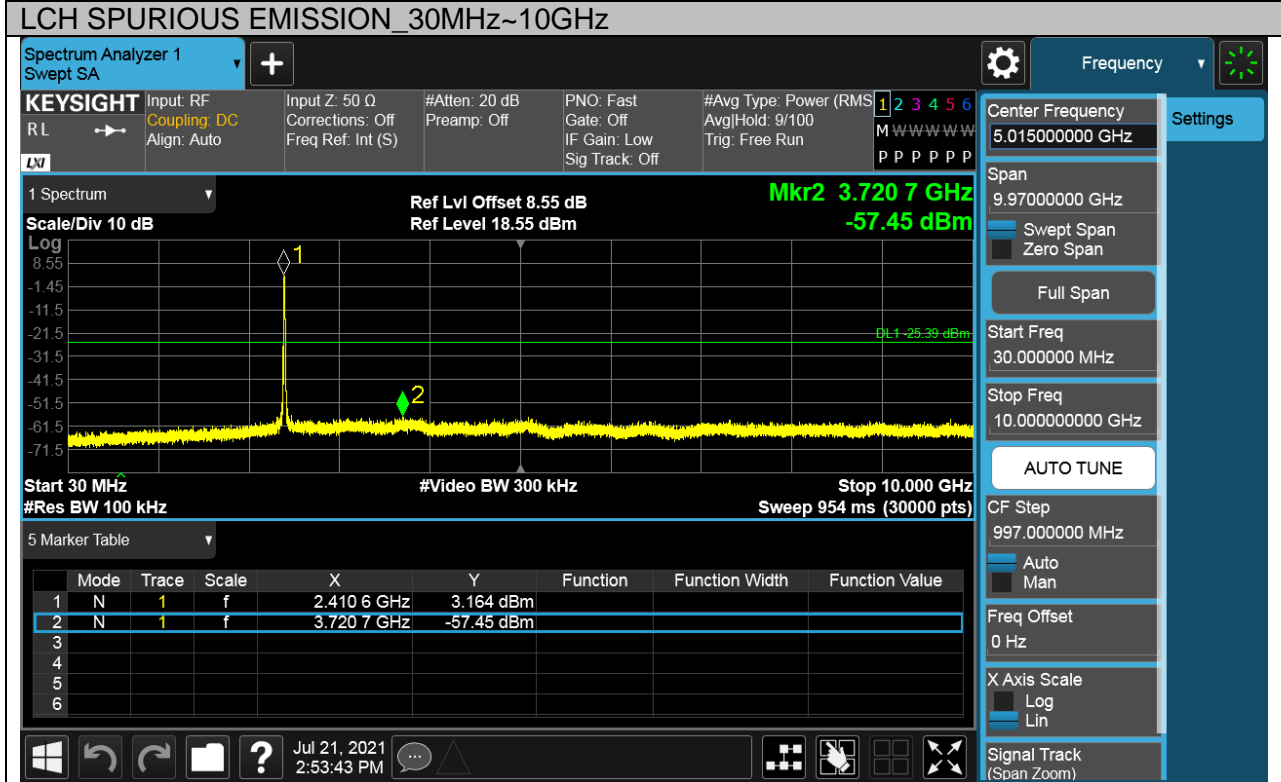 LCH SPURIOUS EMISSION_30MHz~10GHz
Spectrum Analyzer 1
Swept SA
Frequency
KEYSIGHT
RL
LXI
Input: RF
Coupling: DC
Align: Auto
Input Z: 50 Ω
Corrections: Off
Freq Ref: Int (S)
#Atten: 20 dB
Preamp: Off
PNO: Fast
Gate: Off
IF Gain: Low
Sig Track: Off
#Avg Type: Power (RMS
Avg|Hold: 9/100
Trig: Free Run
1 2 3 4 5 6
M W W W W W
P P P P P P
Center Frequency
5.015000000 GHz
Settings
Span
9.97000000 GHz
Swept Span
Zero Span
Full Span
Start Freq
30.000000 MHz
Stop Freq
10.000000000 GHz
AUTO TUNE
CF Step
997.000000 MHz
Auto
Man
Freq Offset
0 Hz
X Axis Scale
Log
Lin
Signal Track
(Span Zoom)
1 Spectrum
Scale/Div 10 dB
Ref Lvl Offset 8.55 dB
Ref Level 18.55 dBm
Mkr2 3.720 7 GHz
-57.45 dBm
Log
8.55
-1.45
-11.5
-21.5
-31.5
-41.5
-51.5
-61.5
-71.5
1
2
DL1 -25.39 dBm
Start 30 MHz
#Video BW 300 kHz
Stop 10.000 GHz
#Res BW 100 kHz
Sweep 954 ms (30000 pts)
5 Marker Table
Mode Trace Scale X Y Function Function Width Function Value
1 N 1 f 2.410 6 GHz 3.164 dBm
2 N 1 f 3.720 7 GHz -57.45 dBm
3
4
5
6
?
Jul 21, 2021
2:53:43 PM